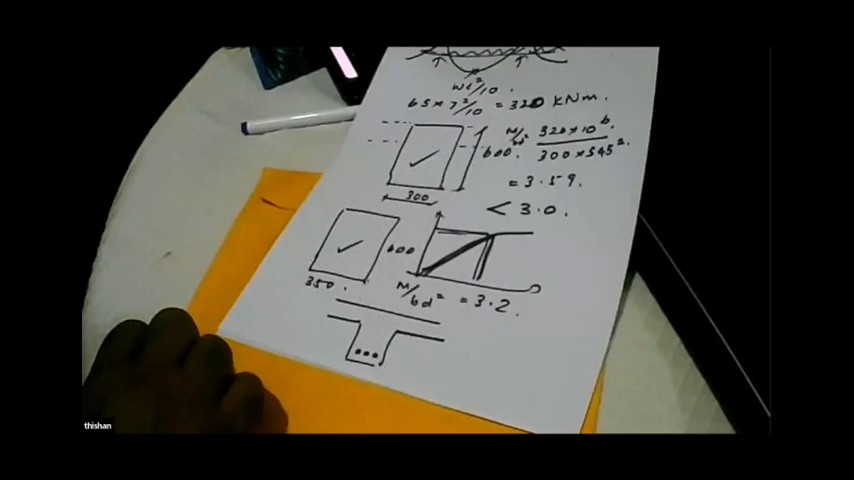 wl²/10 .
65 × 7²/10 = 320 kNm .
M/bd² 320 × 10⁶ / 300 × 545² .
600 .
= 3.59 .
300
< 3.0 .
600
350 .
M/bd² = 3.2 .
thishan